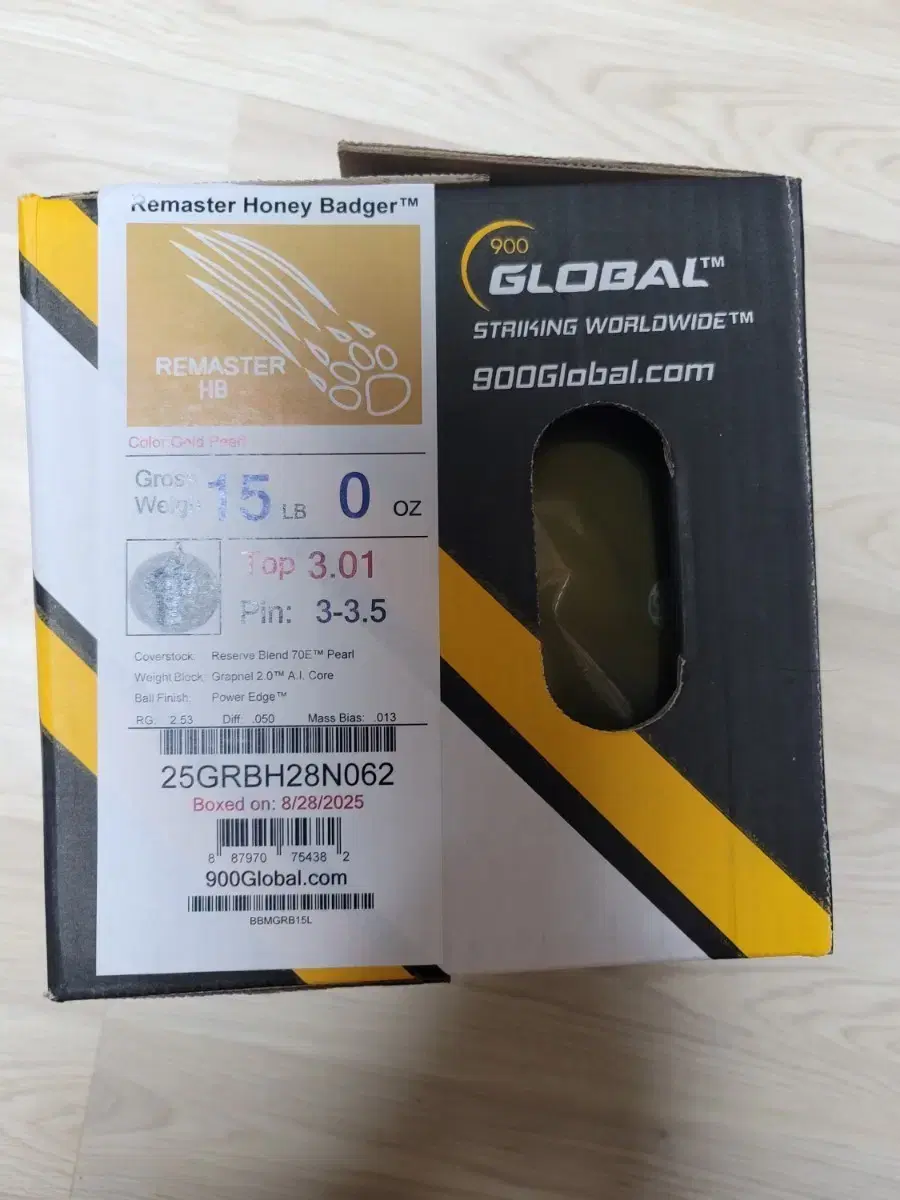 Remaster Honey Badger™
REMASTER
HB
Color: Gold Pearl
Gross
Weigh 15 LB 0 OZ
Top 3.01
Pin: 3-3.5
Coverstock: Reserve Blend 70E™ Pearl
Weight Block: Grapnel 2.0™ A.I. Core
Ball Finish: Power Edge™
RG: 2.53 Diff: .050 Mass Bias: .013
25GRBH28N062
Boxed on: 8/28/2025
8 87970 75438 2
900Global.com
BBMGRB15L
900
GLOBAL™
STRIKING WORLDWIDE™
900Global.com